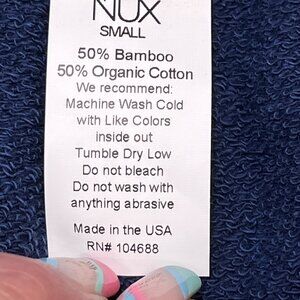 NUX
SMALL
50% Bamboo
50% Organic Cotton
We recommend:
Machine Wash Cold
with Like Colors
inside out
Tumble Dry Low
Do not bleach
Do not wash with
anything abrasive
Made in the USA
RN# 104688